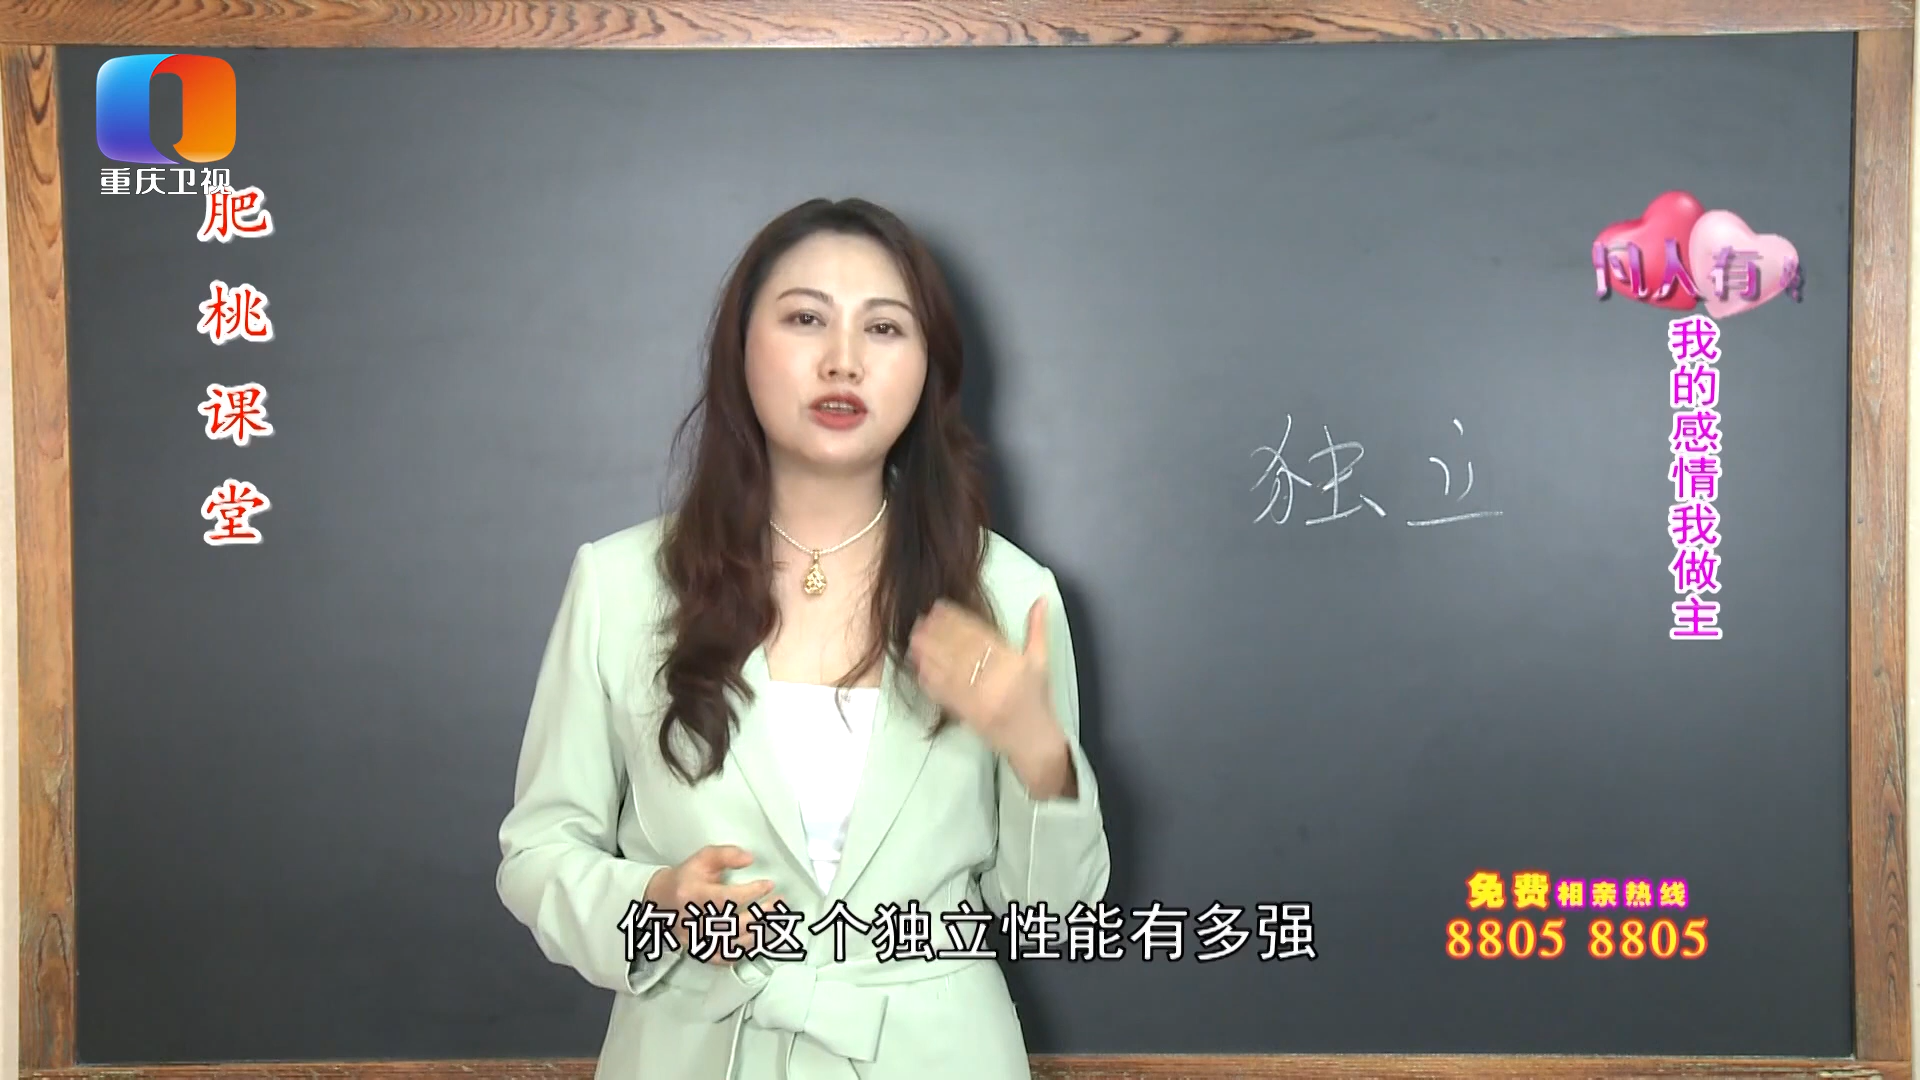 重庆卫视
肥桃课堂
凡人有
我的感情我做主
独立
免费相亲热线
8805 8805
你说这个独立性能有多强